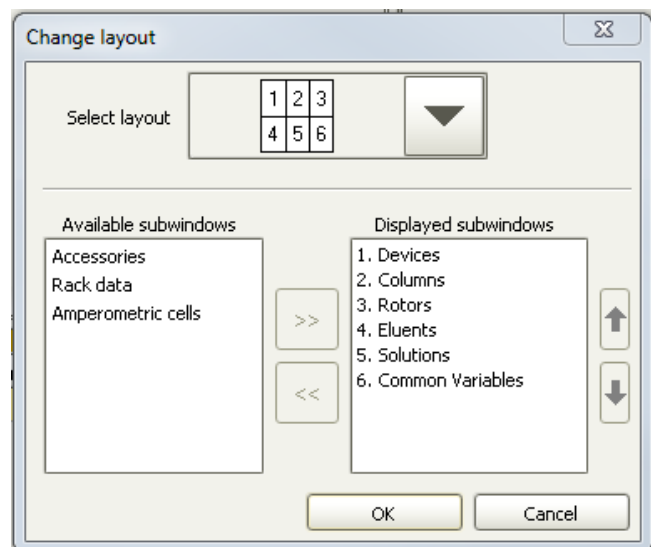 Change layout
Select layout
1 2 3
4 5 6
Available subwindows
Accessories
Rack data
Amperometric cells
>>
<<
Displayed subwindows
1. Devices
2. Columns
3. Rotors
4. Eluents
5. Solutions
6. Common Variables
OK
Cancel